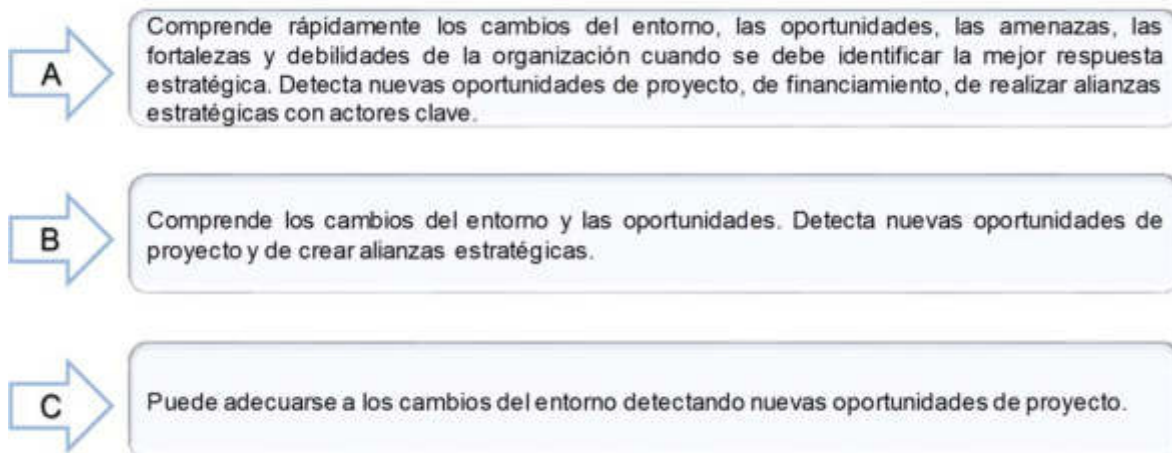 A
Comprende rápidamente los cambios del entorno, las oportunidades, las amenazas, las
fortalezas y debilidades de la organización cuando se debe identificar la mejor respuesta
estratégica. Detecta nuevas oportunidades de proyecto, de financiamiento, de realizar alianzas
estratégicas con actores clave.
B
Comprende los cambios del entorno y las oportunidades. Detecta nuevas oportunidades de
proyecto y de crear alianzas estratégicas.
C
Puede adecuarse a los cambios del entorno detectando nuevas oportunidades de proyecto.